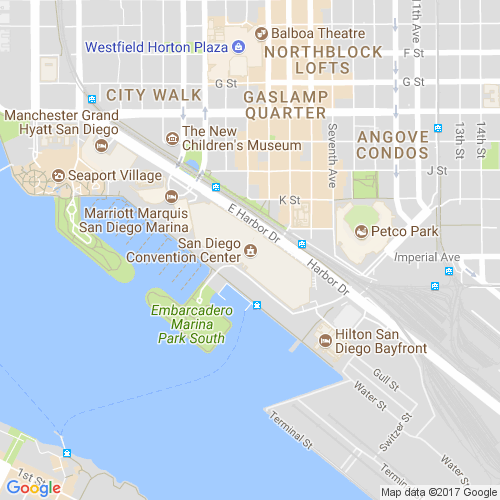 Balboa Theatre
Westfield Horton Plaza
NORTHBLOCK
LOFTS
F St
11th Ave
G St
G St
CITY WALK
GASLAMP
QUARTER
Manchester Grand
Hyatt San Diego
The New
Children's Museum
Seventh Ave
ANGOVE
CONDOS
13th St
14th St
J St
Seaport Village
K St
Marriott Marquis
San Diego Marina
E Harbor Dr
Petco Park
San Diego
Convention Center
Imperial Ave
Harbor Dr
Embarcadero
Marina
Park South
Hilton San
Diego Bayfront
Gull St
Water St
Switzer St
Terminal St
Water St
Terminal St
1st St
Google
Map data ©2017 Google